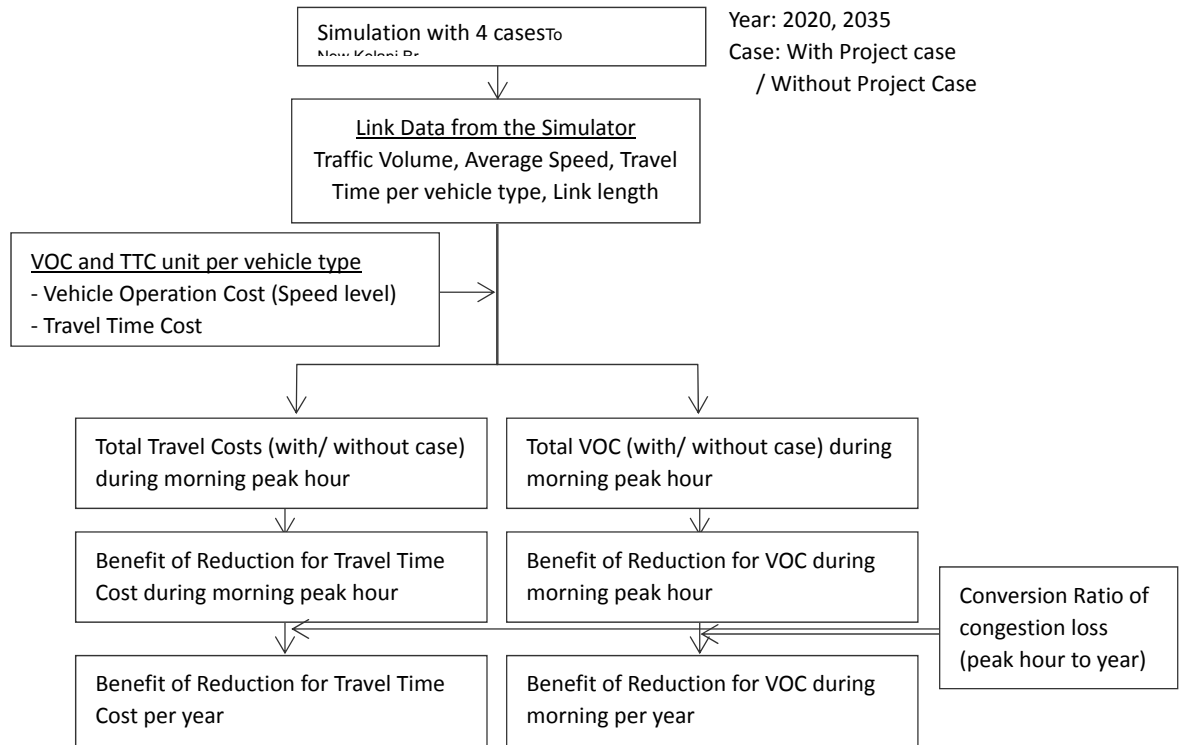 Simulation with 4 casesTo
New Kelani Br
Year: 2020, 2035
Case: With Project case
/ Without Project Case
Link Data from the Simulator
Traffic Volume, Average Speed, Travel
Time per vehicle type, Link length
VOC and TTC unit per vehicle type
- Vehicle Operation Cost (Speed level)
- Travel Time Cost
Total Travel Costs (with/ without case)
during morning peak hour
Total VOC (with/ without case) during
morning peak hour
Benefit of Reduction for Travel Time
Cost during morning peak hour
Benefit of Reduction for VOC during
morning peak hour
Conversion Ratio of
congestion loss
(peak hour to year)
Benefit of Reduction for Travel Time
Cost per year
Benefit of Reduction for VOC during
morning per year